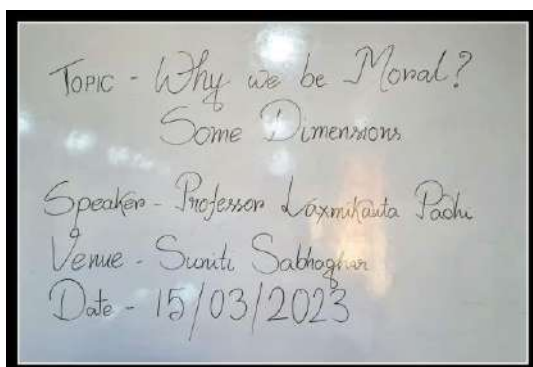 Topic - Why we be Moral?
Some Dimensions
Speaker - Professor Laxmikanta Padhi
Venue - Suniti Sabhaghar
Date - 15/03/2023